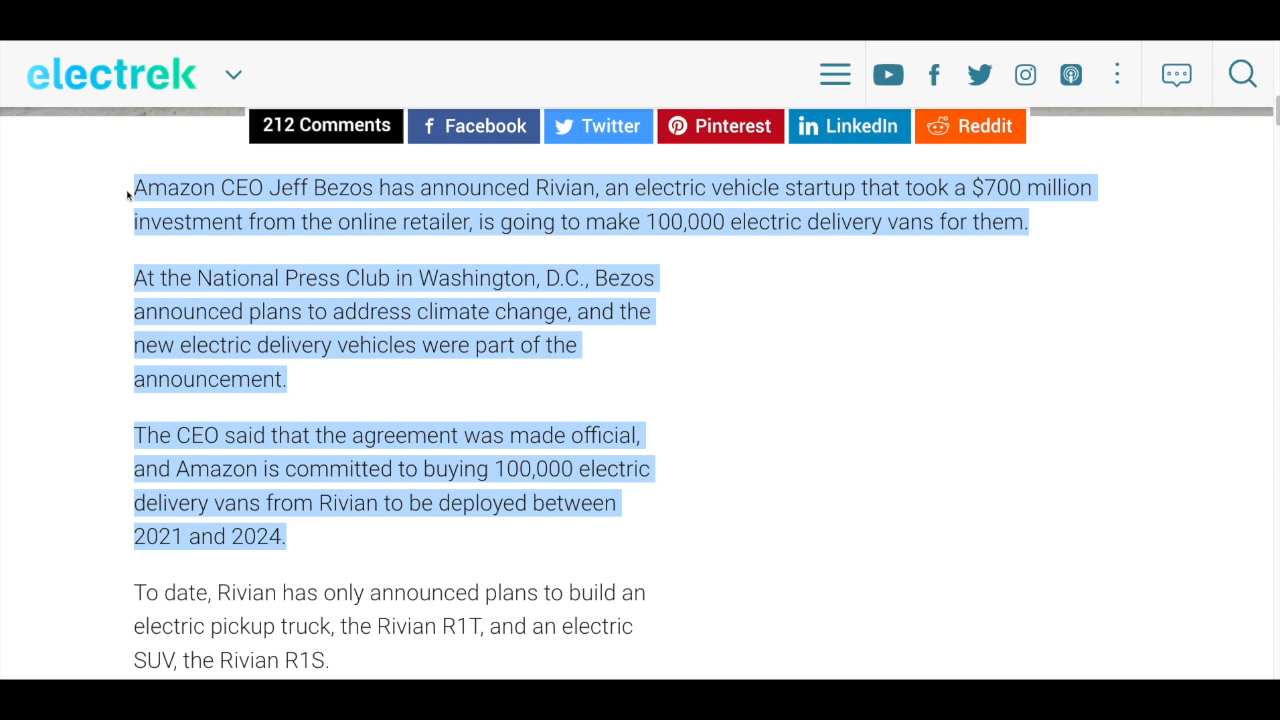 electrek
212 Comments Facebook Twitter Pinterest LinkedIn Reddit
Amazon CEO Jeff Bezos has announced Rivian, an electric vehicle startup that took a $700 million
investment from the online retailer, is going to make 100,000 electric delivery vans for them.
At the National Press Club in Washington, D.C., Bezos
announced plans to address climate change, and the
new electric delivery vehicles were part of the
announcement.
The CEO said that the agreement was made official,
and Amazon is committed to buying 100,000 electric
delivery vans from Rivian to be deployed between
2021 and 2024.
To date, Rivian has only announced plans to build an
electric pickup truck, the Rivian R1T, and an electric
SUV, the Rivian R1S.